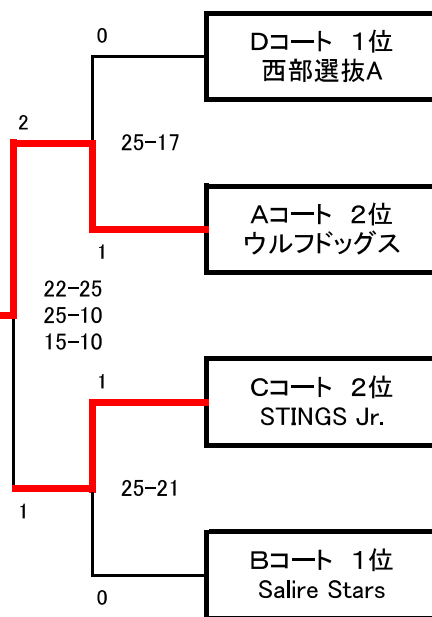 0
Dコート 1位
西部選抜A
2
25-17
Aコート 2位
ウルフドッグス
1
22-25
25-10
15-10
1
Cコート 2位
STINGS Jr.
25-21
1
Bコート 1位
Salire Stars
0